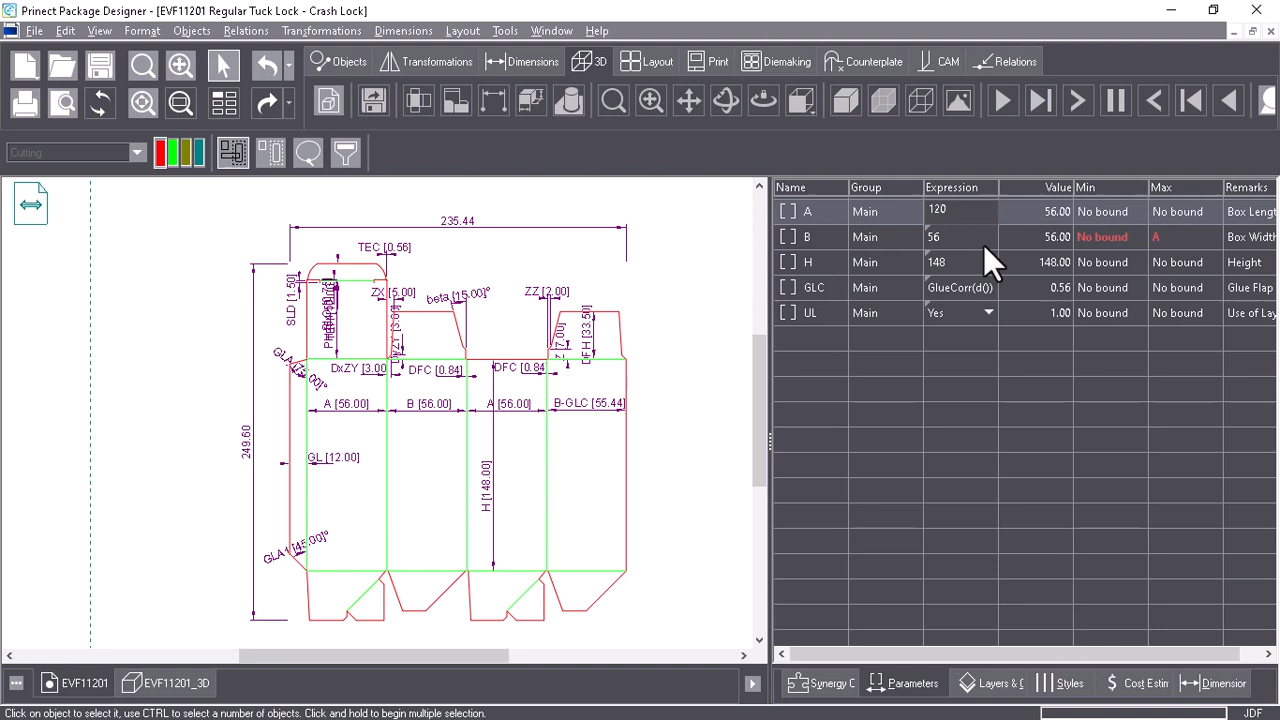 Prinect Package Designer - [EVF11201 Regular Tuck Lock - Crash Lock]
File Edit View Format Objects Relations Transformations Dimensions Layout Tools Window Help
Objects Transformations Dimensions 3D Layout Print Diemaking Counterplate CAM Relations
Cutting
Name Group Expression Value Min Max Remarks
[ ] A Main 120 56.00 No bound No bound Box Leng
[ ] B Main 56 56.00 No bound A Box Width
[ ] H Main 148 148.00 No bound No bound Height
[ ] GLC Main GlueCorr(d()) 0.56 No bound No bound Glue Flap
[ ] UL Main Yes 1.00 No bound No bound Use of Lay
235.44
TEC [0.56]
SLD [1.50]
ZX [5.00]
beta [15.00]°
ZZ [2.00]
DFH [33.50]
DxZY [3.00
DFC [0.84
DFC [0.84
A [56.00] B [56.00] A [56.00] B-GLC [55.44]
249.60
GL [12.00]
H [148.00]
GLA1 [45.00]°
EVF11201 EVF11201_3D
Synergy C Parameters Layers & D Styles $ Cost Estim Dimension
Click on object to select it, use CTRL to select a number of objects. Click and hold to begin multiple selection.
JDF